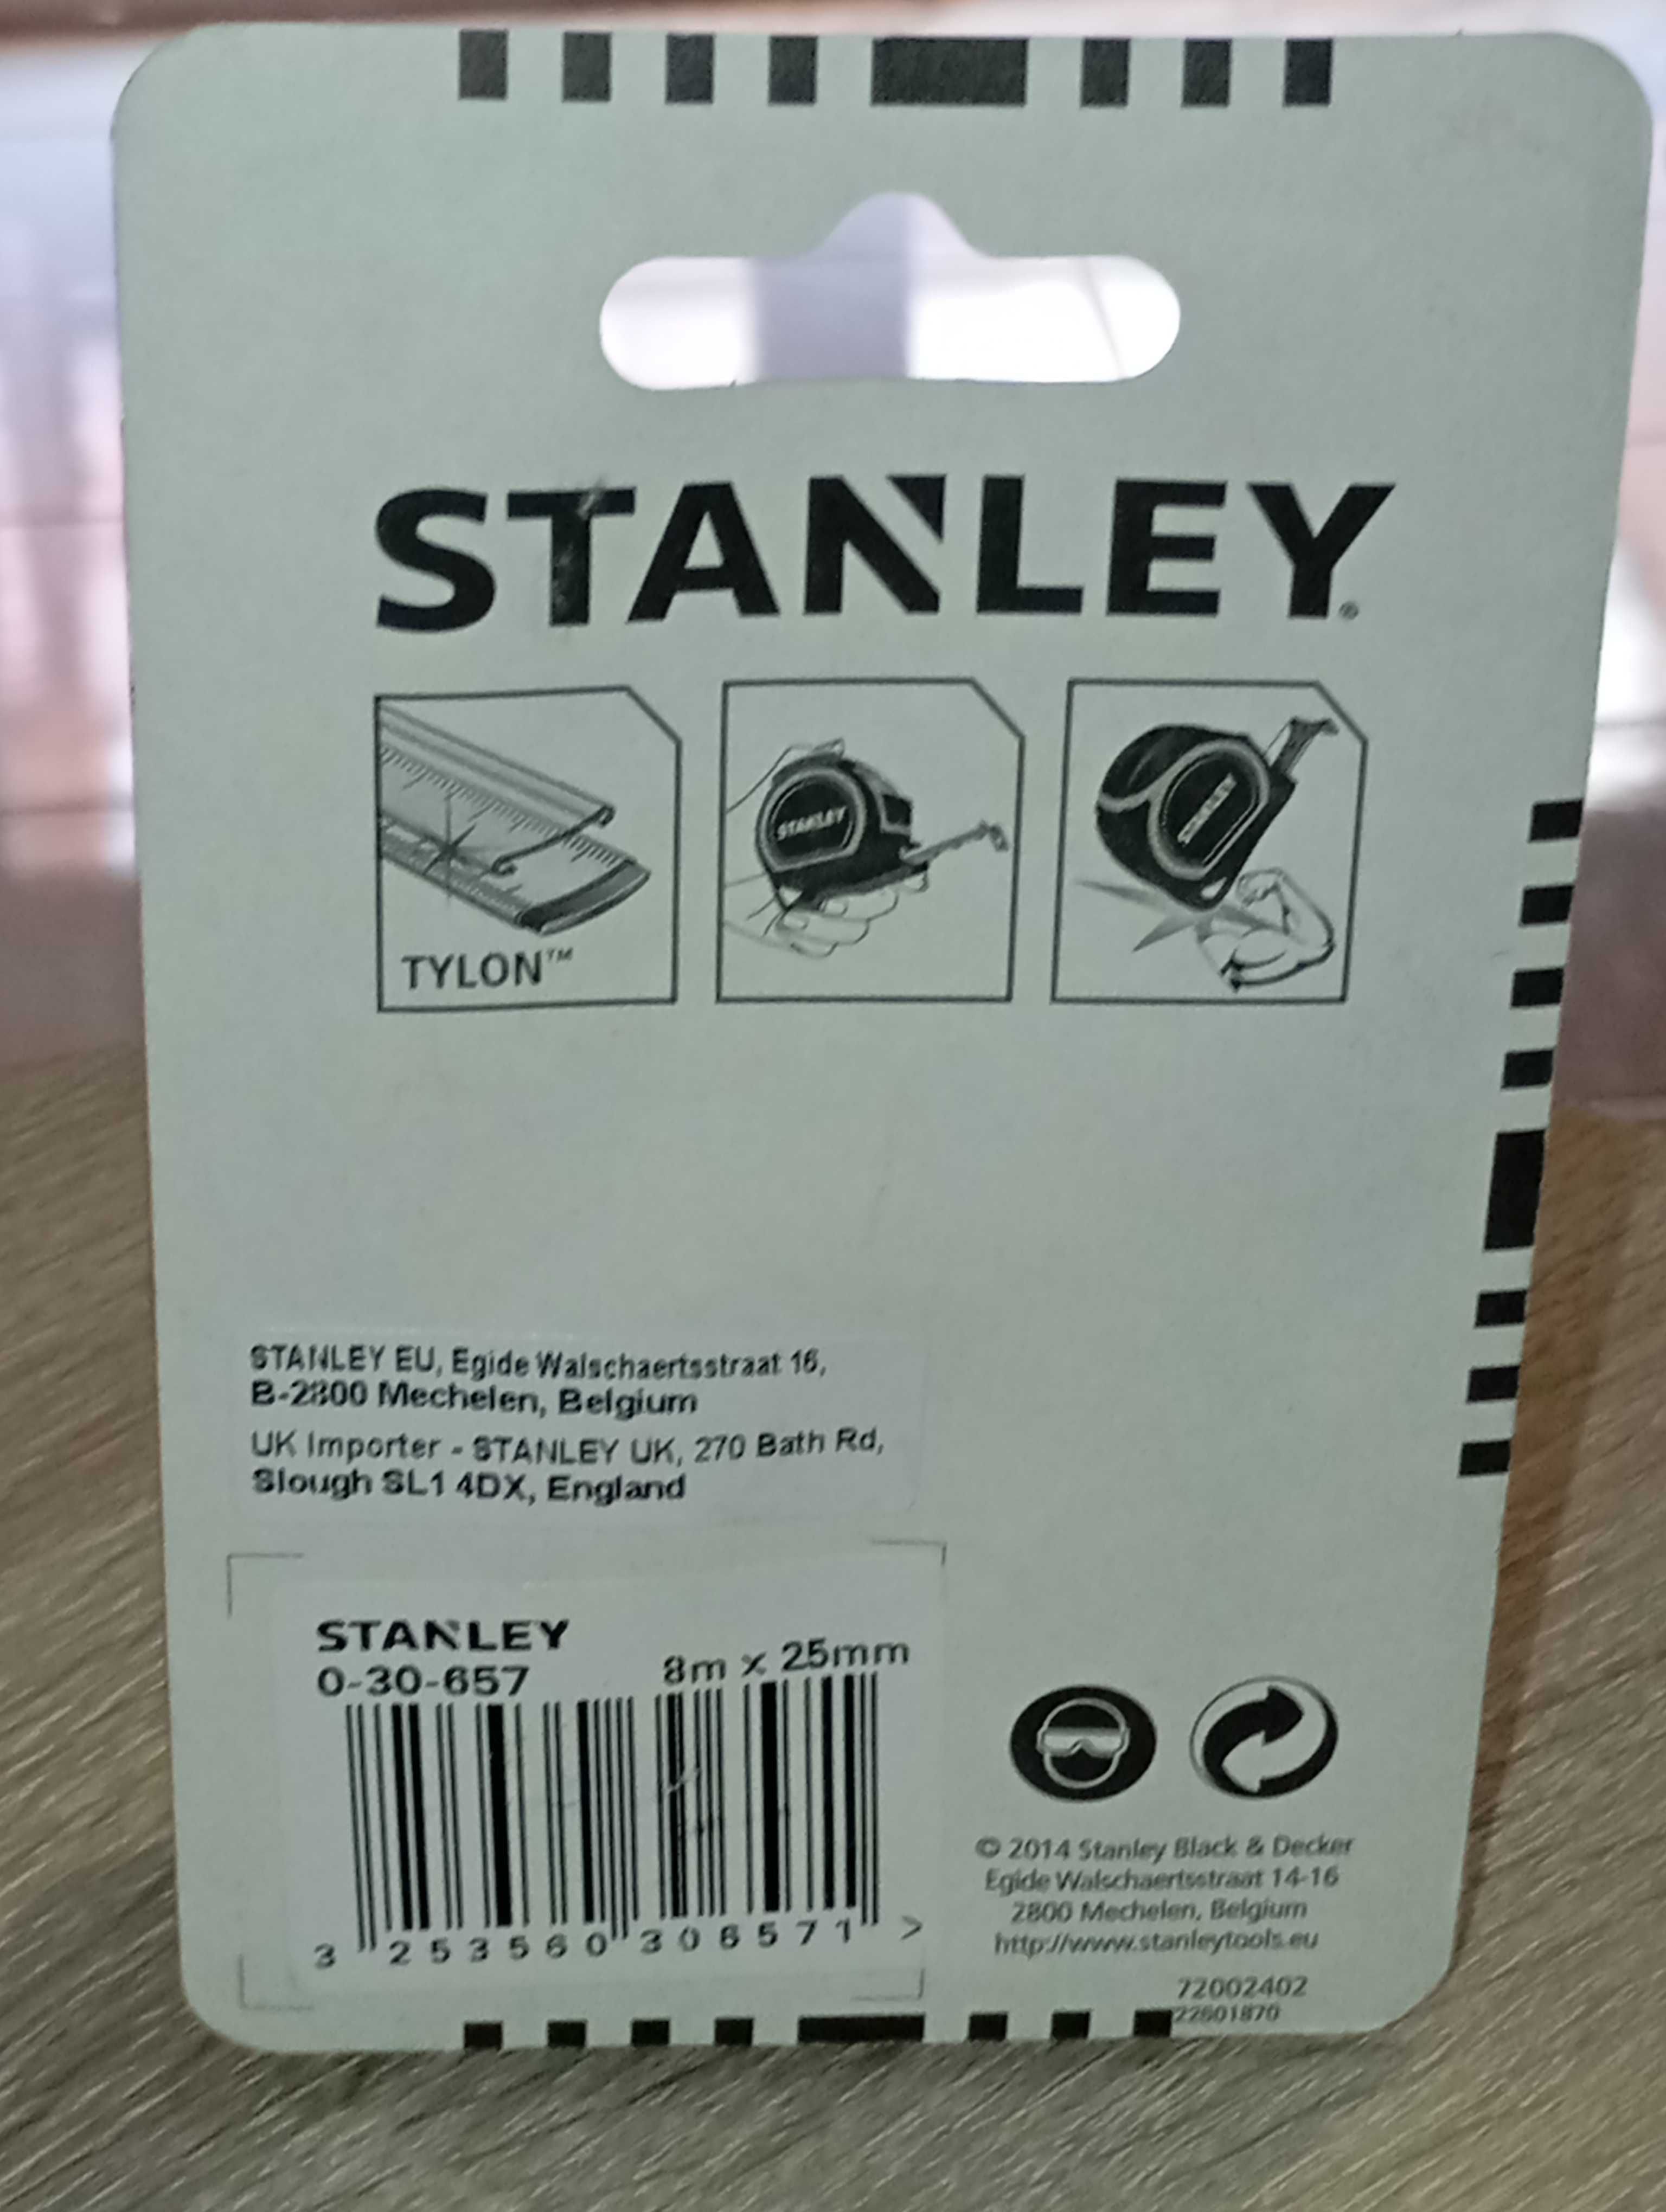 STANLEY®
STANLEY
STANLEY
TYLON™
STANLEY EU, Egide Walschaertsstraat 16,
B-2800 Mechelen, Belgium
UK Importer - STANLEY UK, 270 Bath Rd,
Slough SL1 4DX, England
STANLEY
0-30-657
8m x 25mm
3 253560 306571 >
© 2014 Stanley Black & Decker
Egide Walschaertsstraat 14-16
2800 Mechelen, Belgium
http://www.stanleytools.eu
72002402
22601870